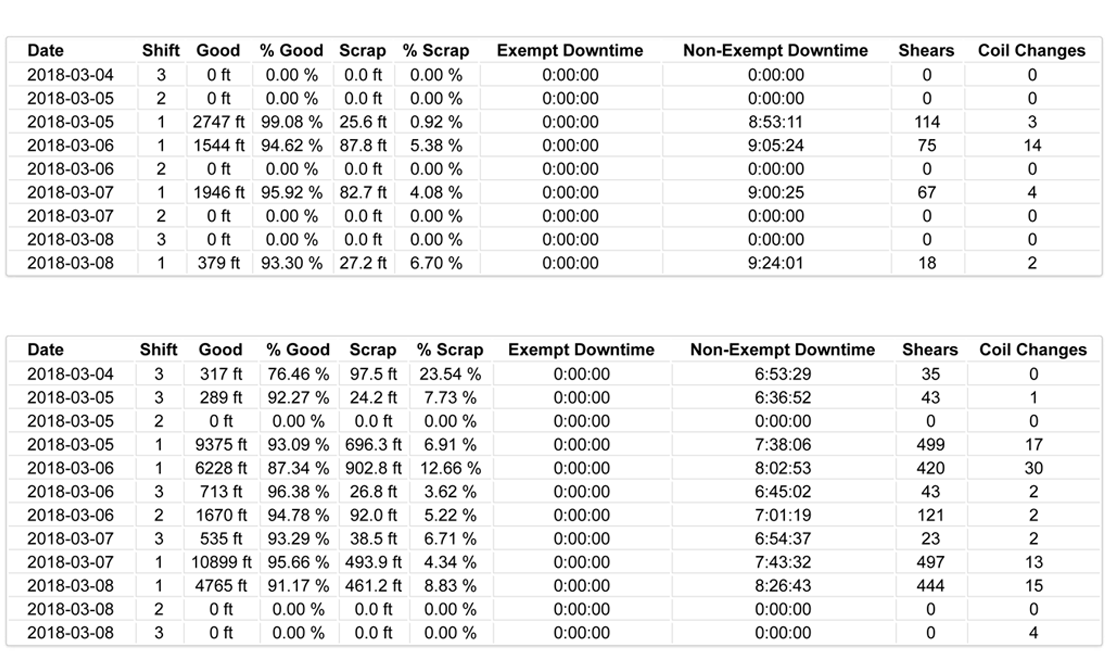 Date Shift Good % Good Scrap % Scrap Exempt Downtime Non-Exempt Downtime Shears Coil Changes
2018-03-04 3 0 ft 0.00 % 0.0 ft 0.00 % 0:00:00 0:00:00 0 0
2018-03-05 2 0 ft 0.00 % 0.0 ft 0.00 % 0:00:00 0:00:00 0 0
2018-03-05 1 2747 ft 99.08 % 25.6 ft 0.92 % 0:00:00 8:53:11 114 3
2018-03-06 1 1544 ft 94.62 % 87.8 ft 5.38 % 0:00:00 9:05:24 75 14
2018-03-06 2 0 ft 0.00 % 0.0 ft 0.00 % 0:00:00 0:00:00 0 0
2018-03-07 1 1946 ft 95.92 % 82.7 ft 4.08 % 0:00:00 9:00:25 67 4
2018-03-07 2 0 ft 0.00 % 0.0 ft 0.00 % 0:00:00 0:00:00 0 0
2018-03-08 3 0 ft 0.00 % 0.0 ft 0.00 % 0:00:00 0:00:00 0 0
2018-03-08 1 379 ft 93.30 % 27.2 ft 6.70 % 0:00:00 9:24:01 18 2
Date Shift Good % Good Scrap % Scrap Exempt Downtime Non-Exempt Downtime Shears Coil Changes
2018-03-04 3 317 ft 76.46 % 97.5 ft 23.54 % 0:00:00 6:53:29 35 0
2018-03-05 3 289 ft 92.27 % 24.2 ft 7.73 % 0:00:00 6:36:52 43 1
2018-03-05 2 0 ft 0.00 % 0.0 ft 0.00 % 0:00:00 0:00:00 0 0
2018-03-05 1 9375 ft 93.09 % 696.3 ft 6.91 % 0:00:00 7:38:06 499 17
2018-03-06 1 6228 ft 87.34 % 902.8 ft 12.66 % 0:00:00 8:02:53 420 30
2018-03-06 3 713 ft 96.38 % 26.8 ft 3.62 % 0:00:00 6:45:02 43 2
2018-03-06 2 1670 ft 94.78 % 92.0 ft 5.22 % 0:00:00 7:01:19 121 2
2018-03-07 3 535 ft 93.29 % 38.5 ft 6.71 % 0:00:00 6:54:37 23 2
2018-03-07 1 10899 ft 95.66 % 493.9 ft 4.34 % 0:00:00 7:43:32 497 13
2018-03-08 1 4765 ft 91.17 % 461.2 ft 8.83 % 0:00:00 8:26:43 444 15
2018-03-08 2 0 ft 0.00 % 0.0 ft 0.00 % 0:00:00 0:00:00 0 0
2018-03-08 3 0 ft 0.00 % 0.0 ft 0.00 % 0:00:00 0:00:00 0 4